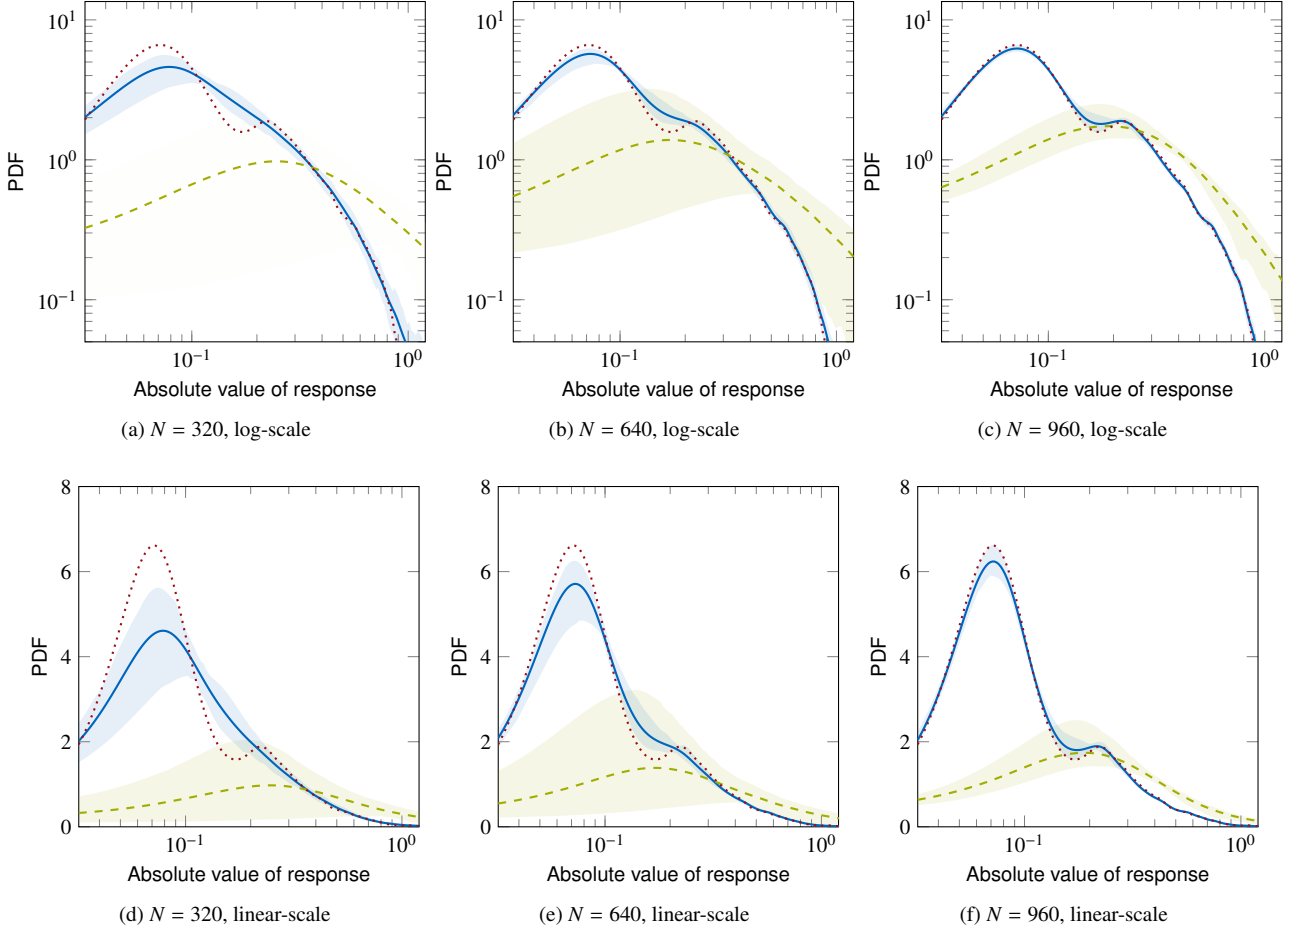 10^1
10^1
10^1
PDF
10^0
PDF
10^0
PDF
10^0
10^−1
10^−1
10^−1
10^−1
10^0
10^−1
10^0
10^−1
10^0
Absolute value of response
Absolute value of response
Absolute value of response
(a) N = 320, log-scale
(b) N = 640, log-scale
(c) N = 960, log-scale
8
8
8
6
6
6
PDF
4
PDF
4
PDF
4
2
2
2
0
0
0
10^−1
10^0
10^−1
10^0
10^−1
10^0
Absolute value of response
Absolute value of response
Absolute value of response
(d) N = 320, linear-scale
(e) N = 640, linear-scale
(f) N = 960, linear-scale